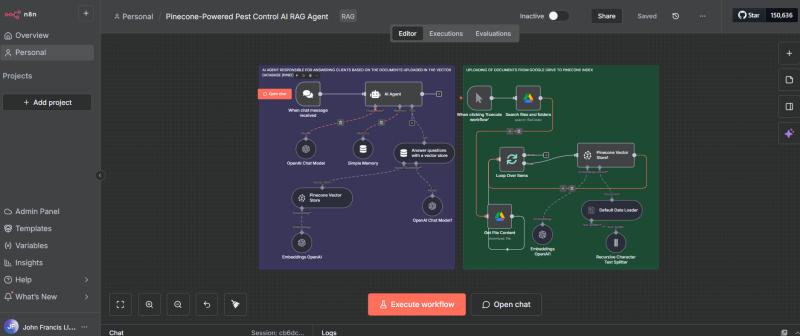 n8n
Overview
Personal
Projects
+ Add project
Admin Panel
Templates
Variables
Insights
Help
What's New
John Francis Ll...
Personal / Pinecone-Powered Pest Control AI RAG Agent
RAG
Inactive
Share
Saved
Star
150,636
Editor
Executions
Evaluations
AI AGENT RESPONSIBLE FOR ANSWERING CLIENTS BASED ON THE DOCUMENTS UPLOADED IN THE VECTOR
Open chat
When chat message
received
AI Agent
OpenAI Chat Model
Simple Memory
Answer questions
with a vector store
Pinecone Vector
Store
OpenAI Chat Model1
Embeddings OpenAI
UPLOADING OF DOCUMENTS FROM GOOGLE DRIVE TO PINECONE INDEX
When clicking 'Execute
workflow'
Search files and folders
Loop Over Items
Pinecone Vector
Store1
Get File Content
Embeddings
OpenAI1
Default Data Loader
Recursive Character
Text Splitter
Execute workflow
Open chat
Chat
Session: cb6dc...
Logs